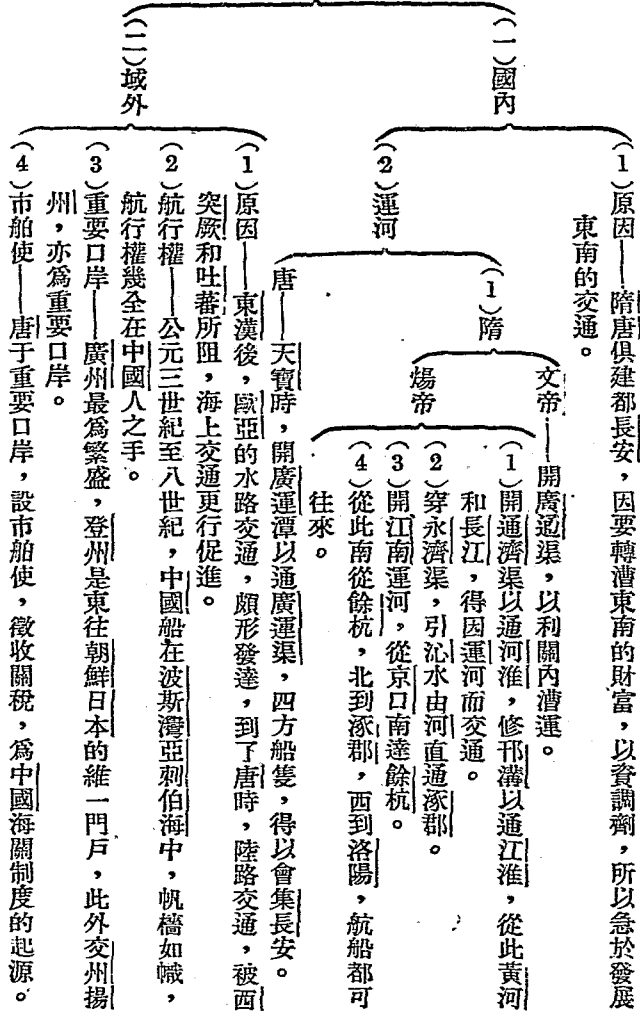 （一）國內
（1）原因——隋唐俱建都長安，因要轉漕東南的財富，以資調劑，所以急於發展
東南的交通。
（2）運河
（1）隋
文帝——開廣通渠，以利關內漕運。
煬帝
（1）開通濟渠以通河淮，修邗溝以通江淮，從此黃河
和長江，得因運河而交通。
（2）穿永濟渠，引沁水由河直通涿郡。
（3）開江南運河，從京口南達餘杭。
（4）從此南從餘杭，北到涿郡，西到洛陽，航船都可
往來。
唐——天寶時，開廣運潭以通廣運渠，四方船隻，得以會集長安。
（二）域外
（1）原因——東漢後，歐亞的水路交通，頗形發達，到了唐時，陸路交通，被西
突厥和吐蕃所阻，海上交通更行促進。
（2）航行權——公元三世紀至八世紀，中國船在波斯灣亞刺伯海中，帆檣如幟，
航行權幾全在中國人之手。
（3）重要口岸——廣州最爲繁盛，登州是東往朝鮮日本的維一門戶，此外交州揚
州，亦爲重要口岸。
（4）市舶使——唐于重要口岸，設市舶使，徵收關稅，爲中國海關制度的起源。